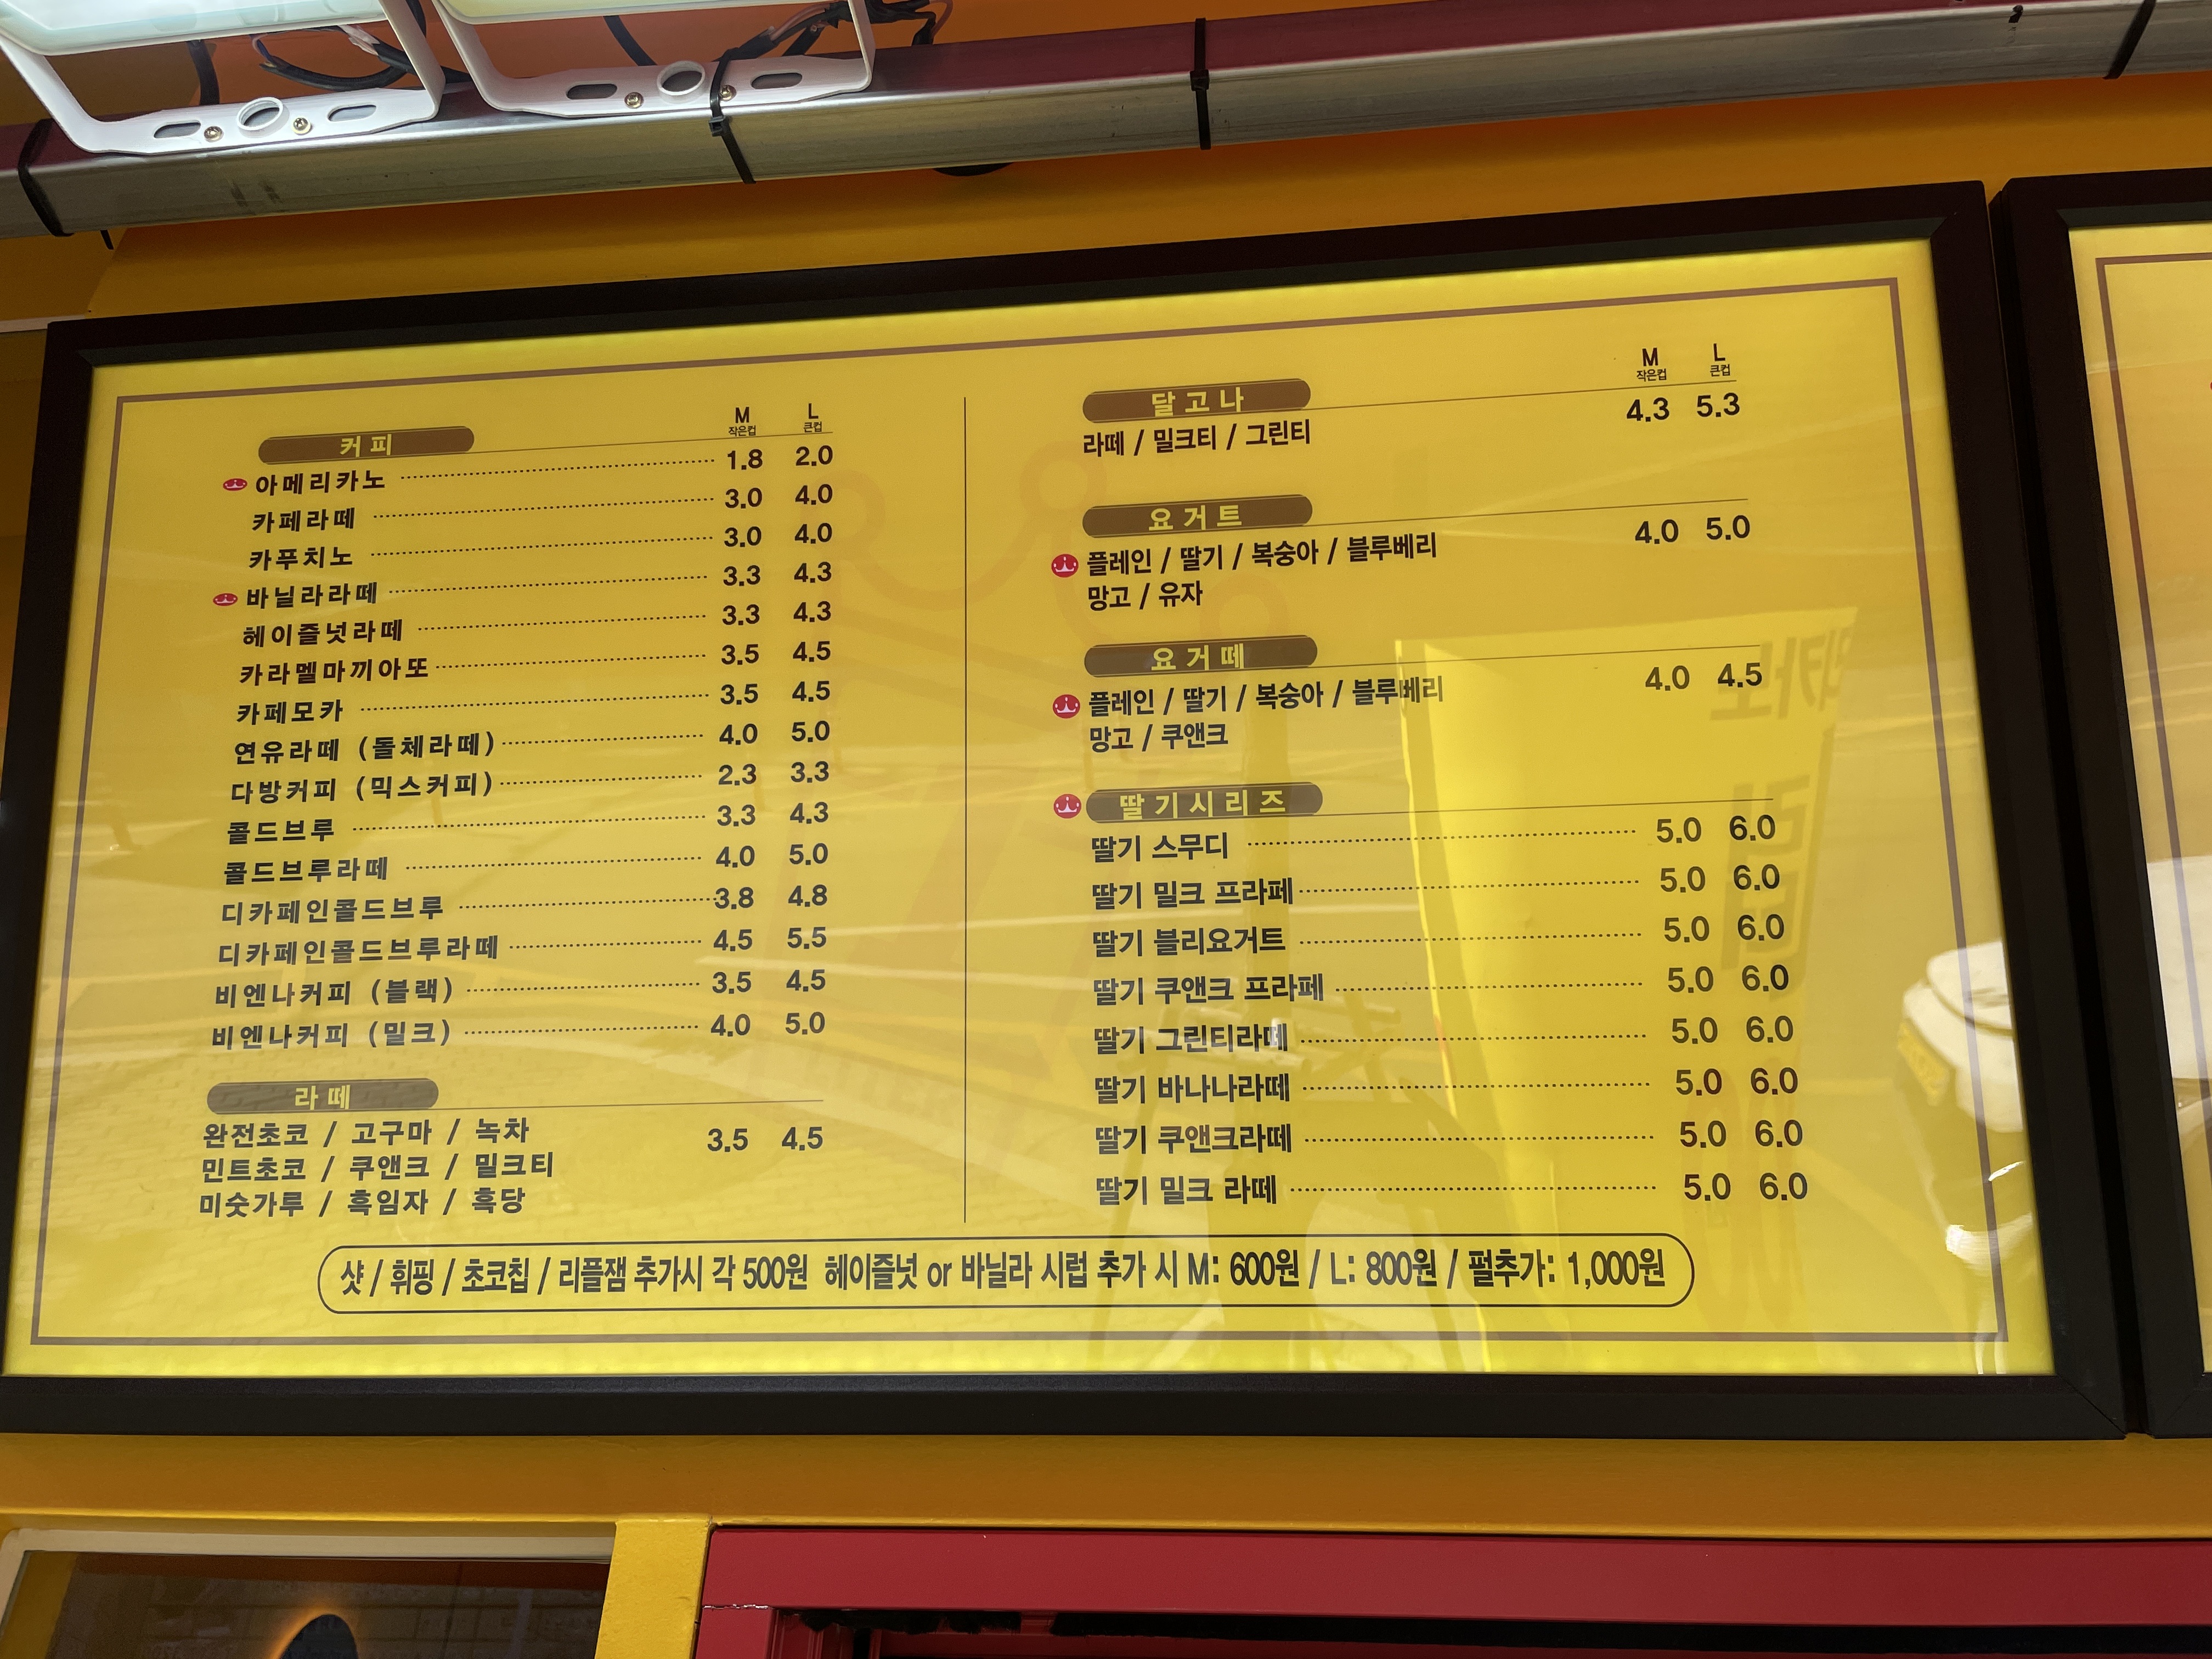 커피 M L
작은컵 큰컵
아메리카노 1.8 2.0
카페라떼 3.0 4.0
카푸치노 3.0 4.0
바닐라라떼 3.3 4.3
헤이즐넛라떼 3.3 4.3
카라멜마끼아또 3.5 4.5
카페모카 3.5 4.5
연유라떼 (돌체라떼) 4.0 5.0
다방커피 (믹스커피) 2.3 3.3
콜드브루 3.3 4.3
콜드브루라떼 4.0 5.0
디카페인콜드브루 3.8 4.8
디카페인콜드브루라떼 4.5 5.5
비엔나커피 (블랙) 3.5 4.5
비엔나커피 (밀크) 4.0 5.0
라떼
완전초코 / 고구마 / 녹차 3.5 4.5
민트초코 / 쿠앤크 / 밀크티
미숫가루 / 흑임자 / 흑당
달고나 M L
작은컵 큰컵
라떼 / 밀크티 / 그린티 4.3 5.3
요거트
플레인 / 딸기 / 복숭아 / 블루베리 4.0 5.0
망고 / 유자
요거떼
플레인 / 딸기 / 복숭아 / 블루베리 4.0 4.5
망고 / 쿠앤크
딸기시리즈
딸기 스무디 5.0 6.0
딸기 밀크 프라페 5.0 6.0
딸기 블리요거트 5.0 6.0
딸기 쿠앤크 프라페 5.0 6.0
딸기 그린티라떼 5.0 6.0
딸기 바나나라떼 5.0 6.0
딸기 쿠앤크라떼 5.0 6.0
딸기 밀크 라떼 5.0 6.0
샷 / 휘핑 / 초코칩 / 리플잼 추가시 각 500원 헤이즐넛 or 바닐라 시럽 추가 시 M: 600원 / L: 800원 / 펄추가: 1,000원